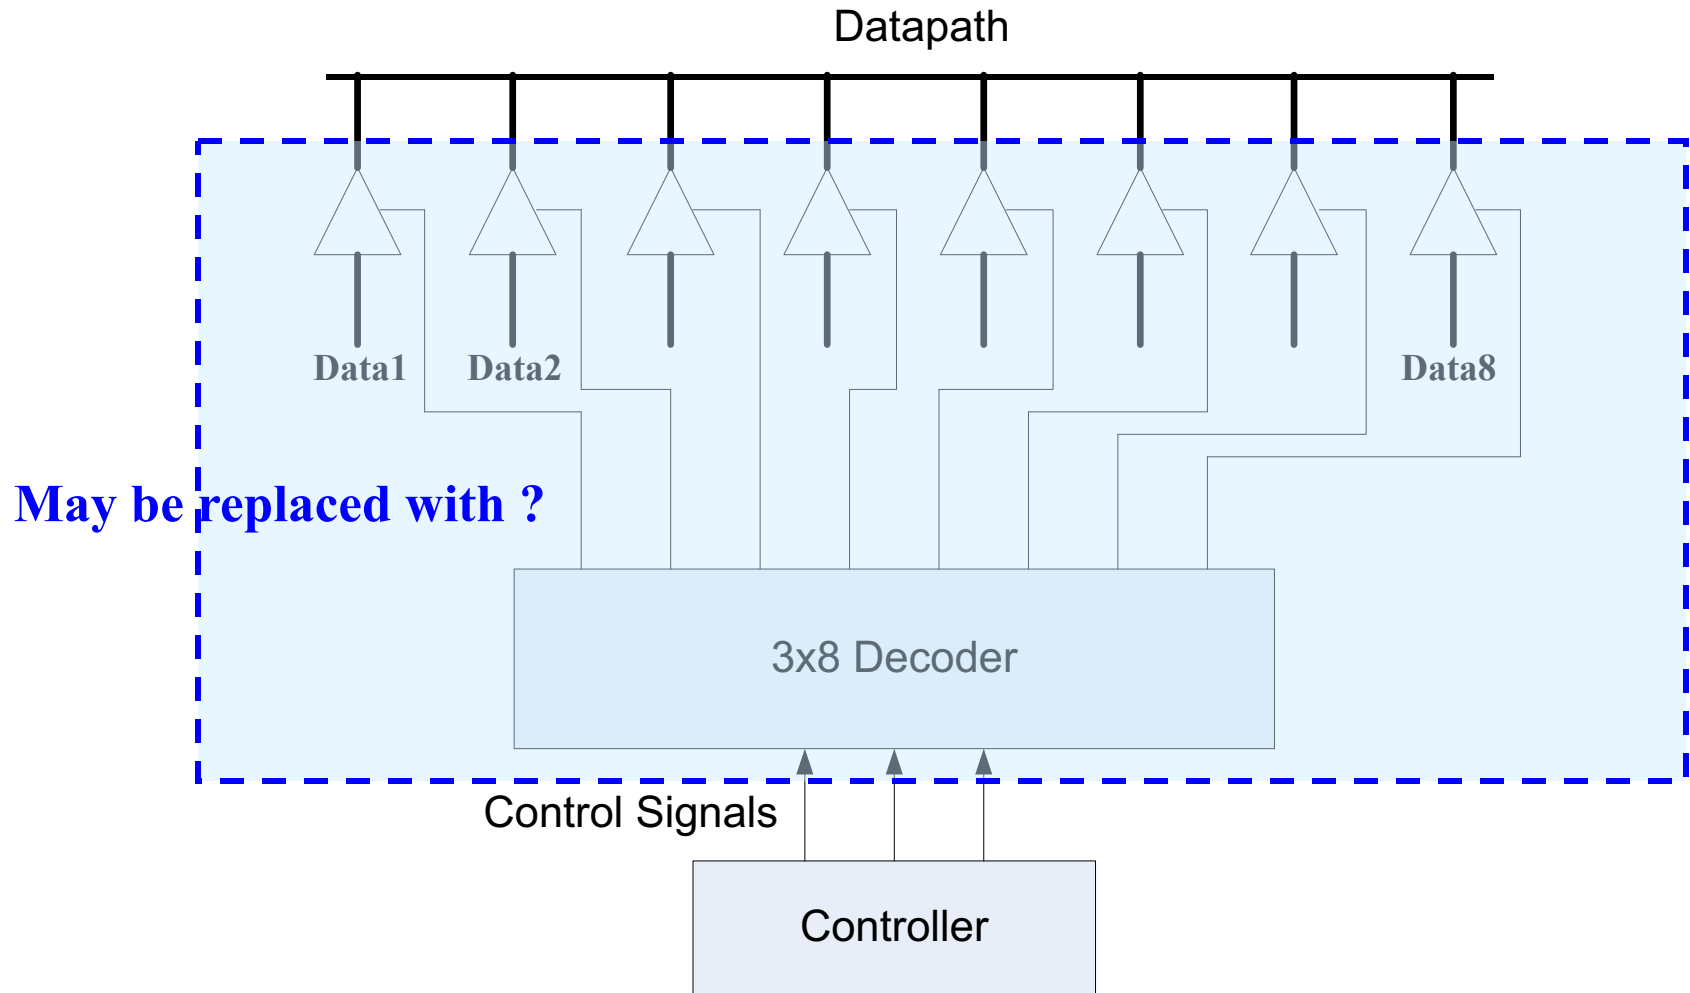 Datapath
Data1
Data2
Data8
May be replaced with ?
3x8 Decoder
Control Signals
Controller